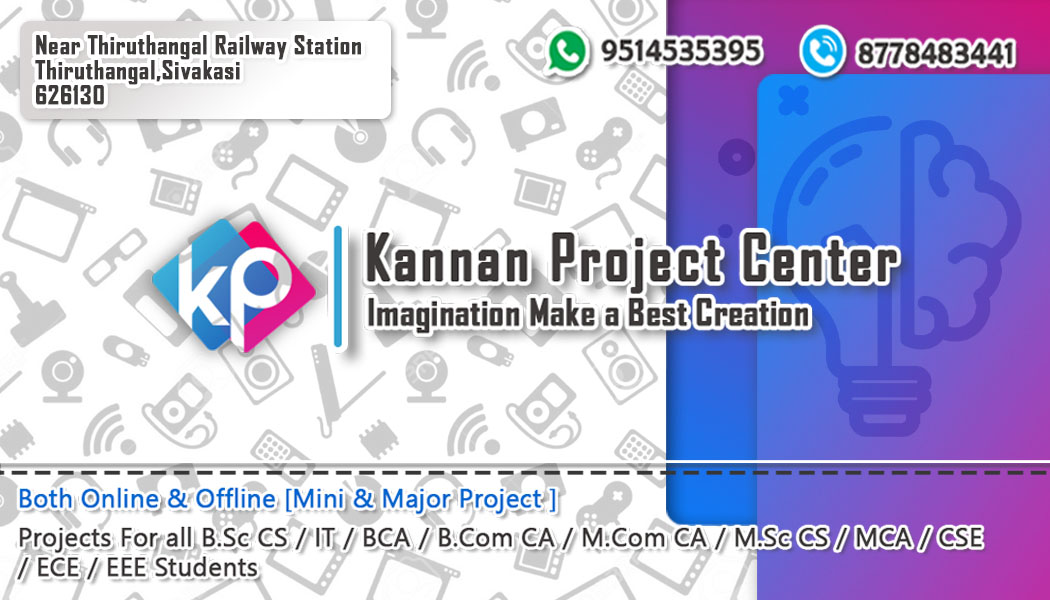 Near Thiruthangal Railway Station
Thiruthangal,Sivakasi
626130
9514535395
8778483441
kp
Kannan Project Center
Imagination Make a Best Creation
Both Online & Offline [Mini & Major Project ]
Projects For all B.Sc CS / IT / BCA / B.Com CA / M.Com CA / M.Sc CS / MCA / CSE
/ ECE / EEE Students